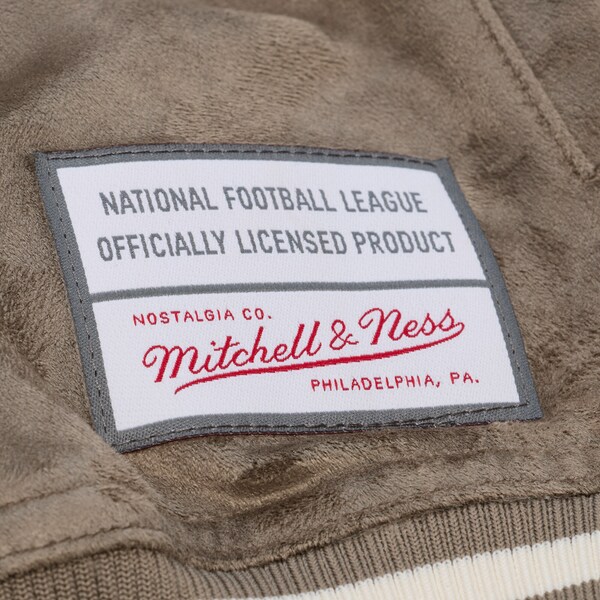 NATIONAL FOOTBALL LEAGUE
OFFICIALLY LICENSED PRODUCT
NOSTALGIA CO.
Mitchell & Ness
PHILADELPHIA, PA.